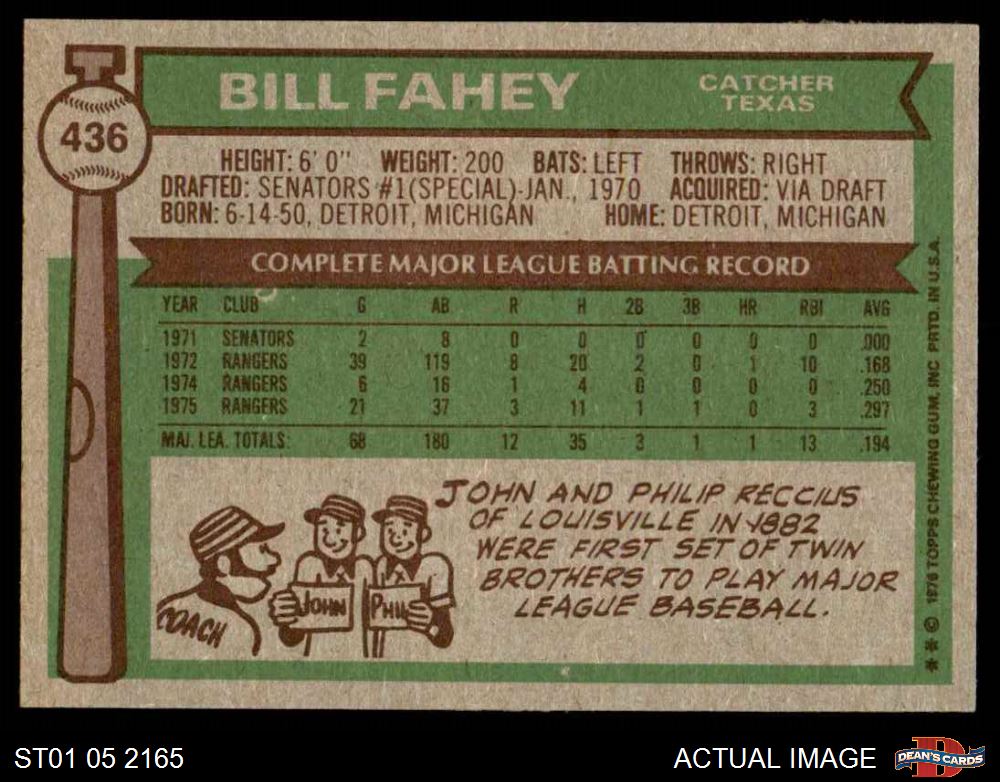 BILL FAHEY
CATCHER
TEXAS
436
HEIGHT: 6' 0" WEIGHT: 200 BATS: LEFT THROWS: RIGHT
DRAFTED: SENATORS #1(SPECIAL)-JAN., 1970 ACQUIRED: VIA DRAFT
BORN: 6-14-50, DETROIT, MICHIGAN HOME: DETROIT, MICHIGAN
COMPLETE MAJOR LEAGUE BATTING RECORD
YEAR CLUB G AB R H 2B 3B HR RBI AVG
1971 SENATORS 2 8 0 0 0 0 0 0 .000
1972 RANGERS 39 119 8 20 2 0 1 10 .168
1974 RANGERS 6 16 1 4 0 0 0 0 .250
1975 RANGERS 21 37 3 11 1 1 0 3 .297
MAJ. LEA. TOTALS: 68 180 12 35 3 1 1 13 .194
JOHN AND PHILIP RECCIUS
OF LOUISVILLE IN 1882
WERE FIRST SET OF TWIN
BROTHERS TO PLAY MAJOR
LEAGUE BASEBALL.
COACH
JOHN
PHIL
** © 1976 TOPPS CHEWING GUM, INC PRTD. IN U.S.A.
ST01 05 2165
ACTUAL IMAGE
D
DEAN'S CARDS